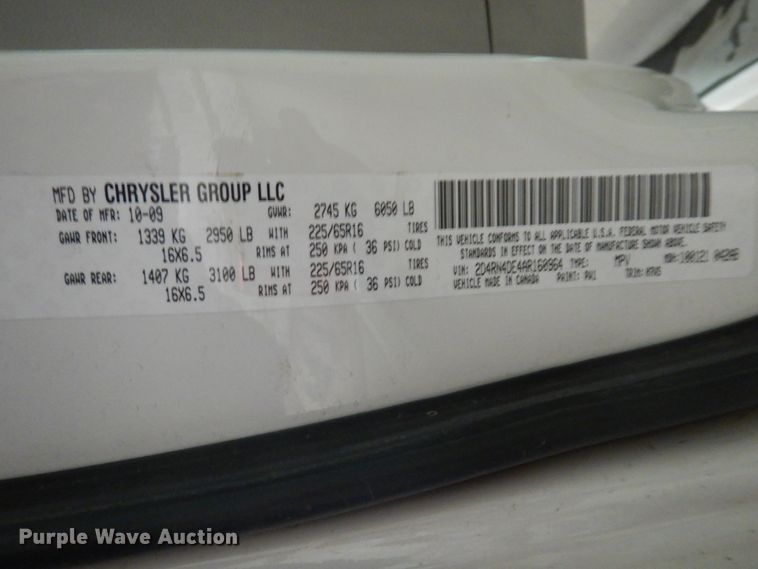 MFD BY CHRYSLER GROUP LLC
DATE OF MFR: 10-09 GVWR: 2745 KG 6050 LB
GAWR FRONT: 1339 KG 2950 LB WITH 225/65R16 TIRES
16X6.5 RIMS AT 250 KPA ( 36 PSI) COLD
GAWR REAR: 1407 KG 3100 LB WITH 225/65R16 TIRES
16X6.5 RIMS AT 250 KPA ( 36 PSI) COLD
THIS VEHICLE CONFORMS TO ALL APPLICABLE U.S.A. FEDERAL MOTOR VEHICLE SAFETY
STANDARDS IN EFFECT ON THE DATE OF MANUFACTURE SHOWN ABOVE.
VIN: 2D4RN4DE4AR160964 TYPE: MPV MDH: 100121 
VEHICLE MADE IN CANADA PAINT: PW1 TRIM:
Purple Wave Auction